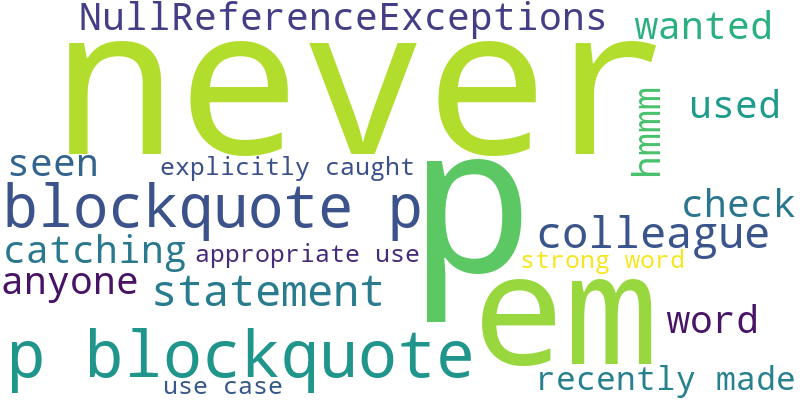 NullReferenceExceptions
wanted
never
hmmm
used
seen
explicitly caught
p
blockquote p
check
colleague
catching
appropriate use
strong word
anyone
statement
em
word
p blockquote
recently made
use case